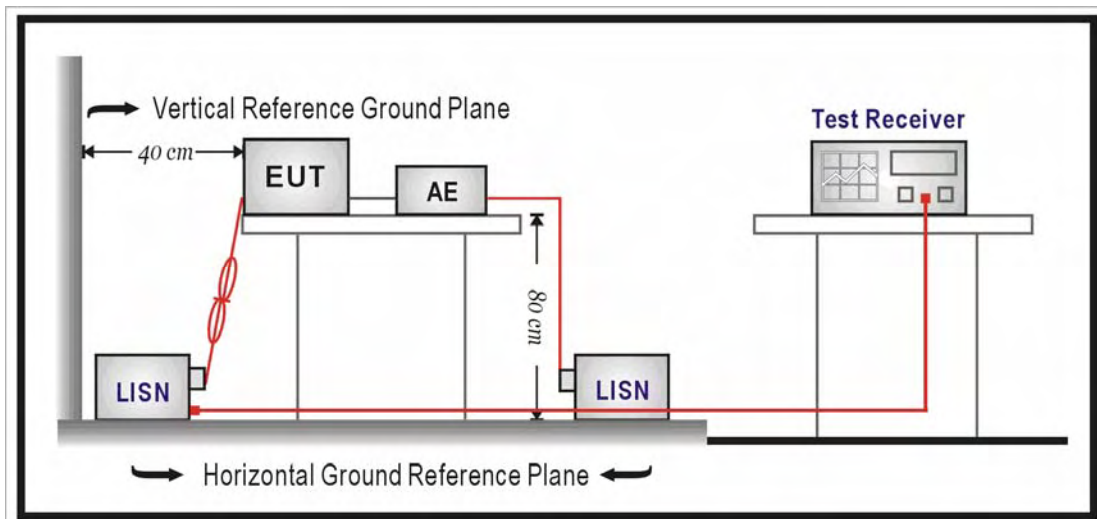 Vertical Reference Ground Plane
Test Receiver
40 cm
EUT
AE
80 cm
LISN
LISN
Horizontal Ground Reference Plane